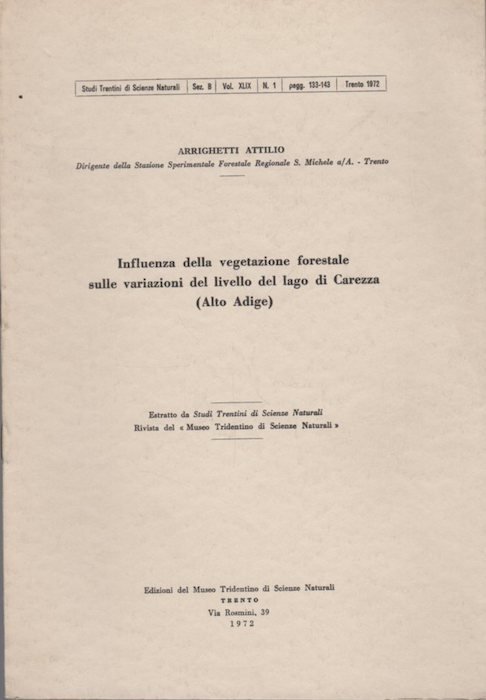 Studi Trentini di Scienze Naturali | Sez. B | Vol. XLIX | N. 1 | pagg. 133-143 | Trento 1972
ARRIGHETTI ATTILIO
Dirigente della Stazione Sperimentale Forestale Regionale S. Michele a/A. - Trento
Influenza della vegetazione forestale
sulle variazioni del livello del lago di Carezza
(Alto Adige)
Estratto da Studi Trentini di Scienze Naturali
Rivista del « Museo Tridentino di Scienze Naturali »
Edizioni del Museo Tridentino di Scienze Naturali
TRENTO
Via Rosmini, 39
1972